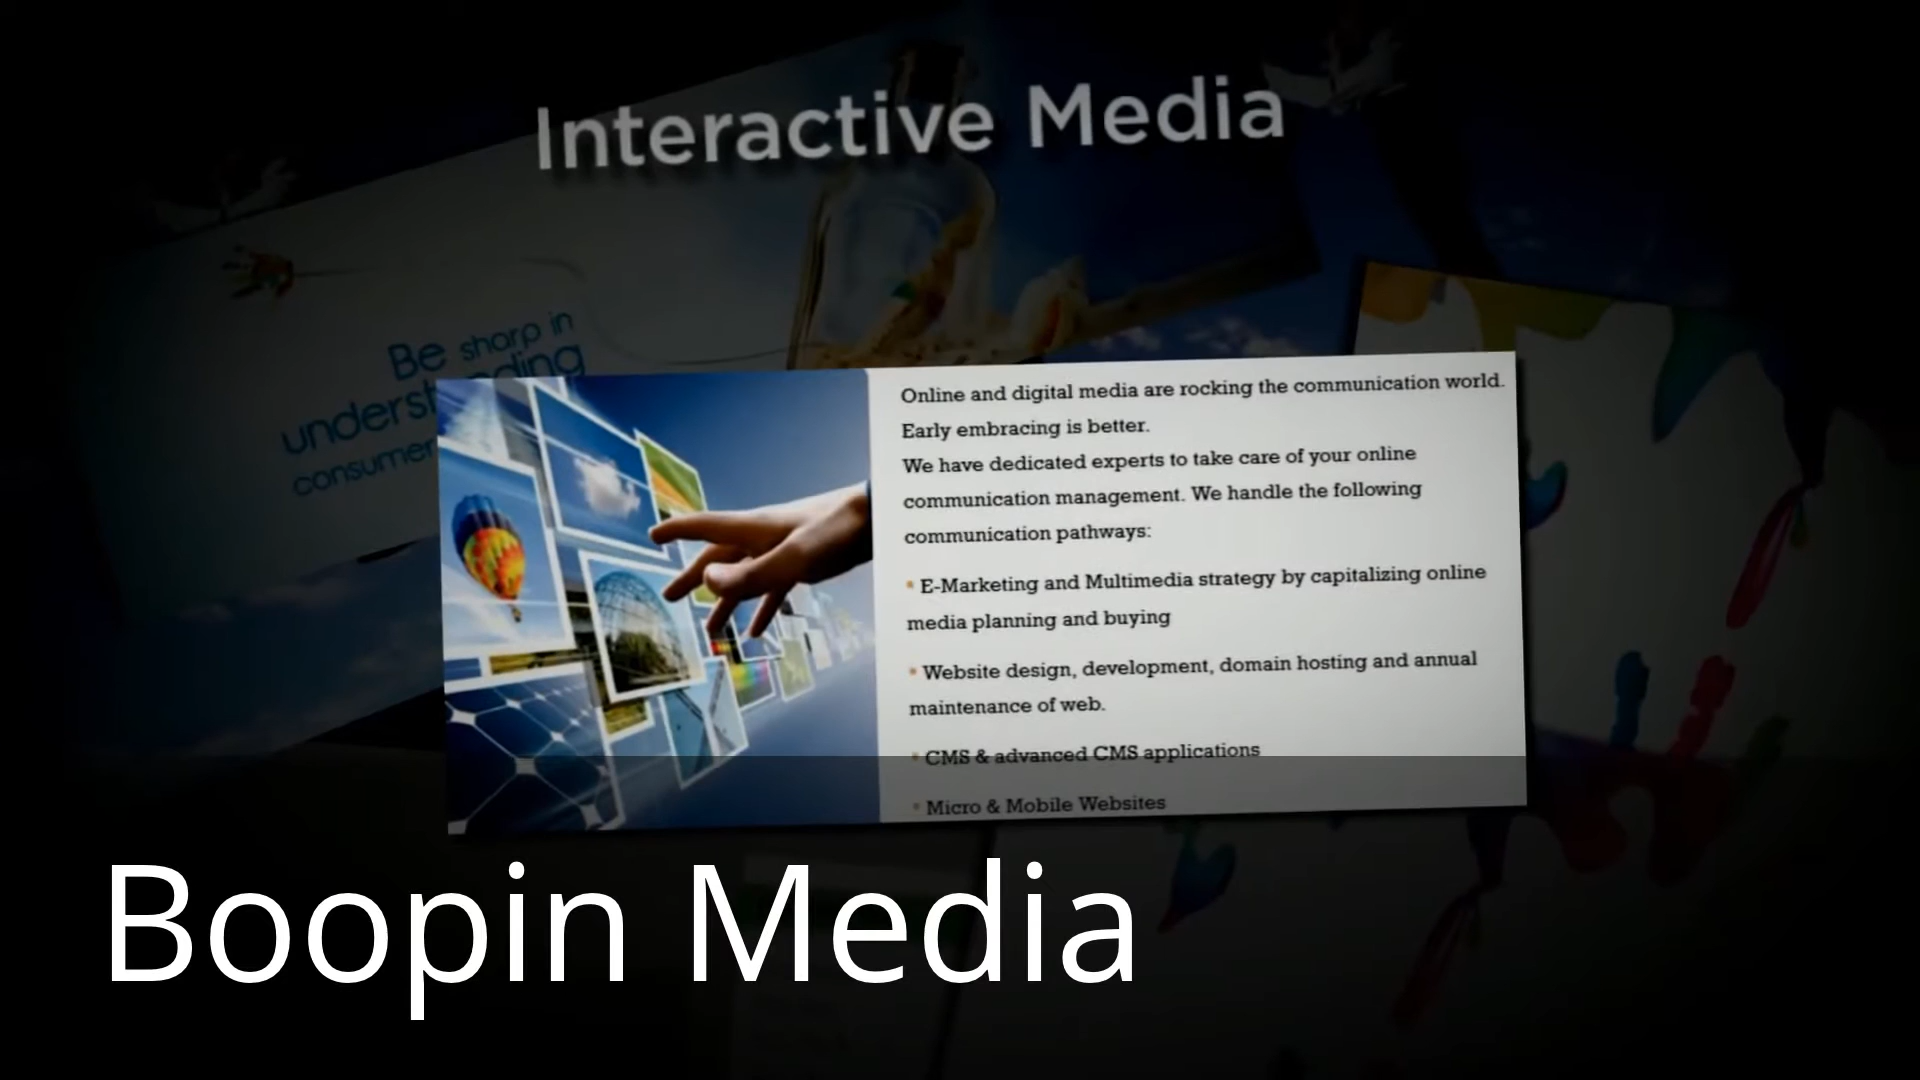 Interactive Media
Be sharp in
understanding
consumer
Online and digital media are rocking the communication world.
Early embracing is better.
We have dedicated experts to take care of your online
communication management. We handle the following
communication pathways:
• E-Marketing and Multimedia strategy by capitalizing online
media planning and buying
• Website design, development, domain hosting and annual
maintenance of web.
• CMS & advanced CMS applications
• Micro & Mobile Websites
Boopin Media